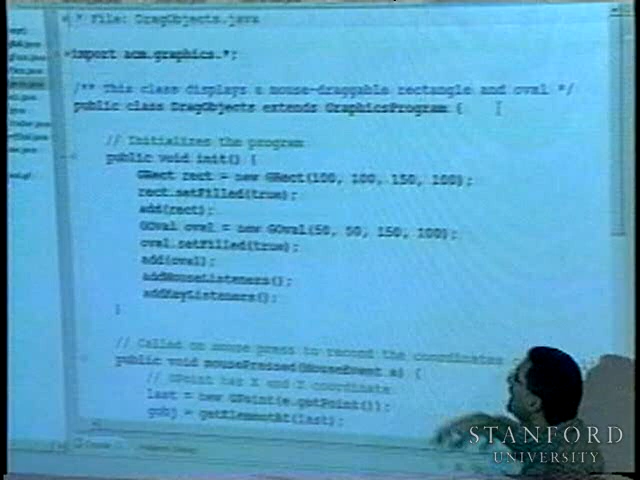 * File: DragObjects.java
import acm.graphics.*;
/** This class displays a mouse-draggable rectangle and oval */
public class DragObjects extends GraphicsProgram {
// Initializes the program
public void init() {
GRect rect = new GRect(100, 100, 150, 100);
rect.setFilled(true);
add(rect);
GOval oval = new GOval(50, 50, 150, 100);
oval.setFilled(true);
add(oval);
addMouseListeners();
addKeyListeners();
}
// Called on mouse press to record the coordinates
public void mousePressed(MouseEvent e) {
// GPoint has X and Y coordinate
last = new GPoint(e.getPoint());
gobj = getElementAt(last);
STANFORD
UNIVERSITY